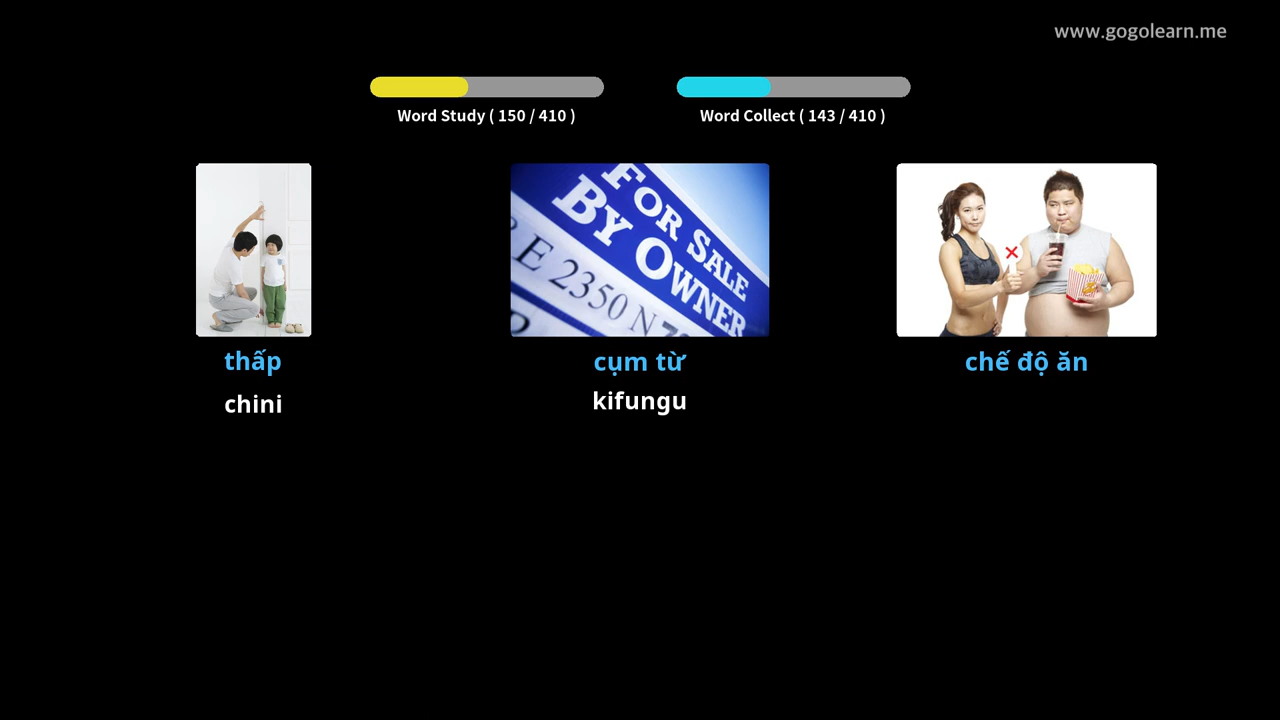 www.gogolearn.me
Word Study ( 150 / 410 )
Word Collect ( 143 / 410 )
FOR SALE
BY OWNER
E 2350 N
thấp
cụm từ
chế độ ăn
chini
kifungu